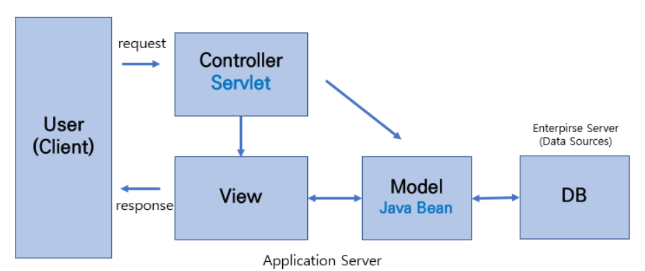 request
Controller
Servlet
User
(Client)
Enterpirse Server
(Data Sources)
View
Model
Java Bean
DB
response
Application Server